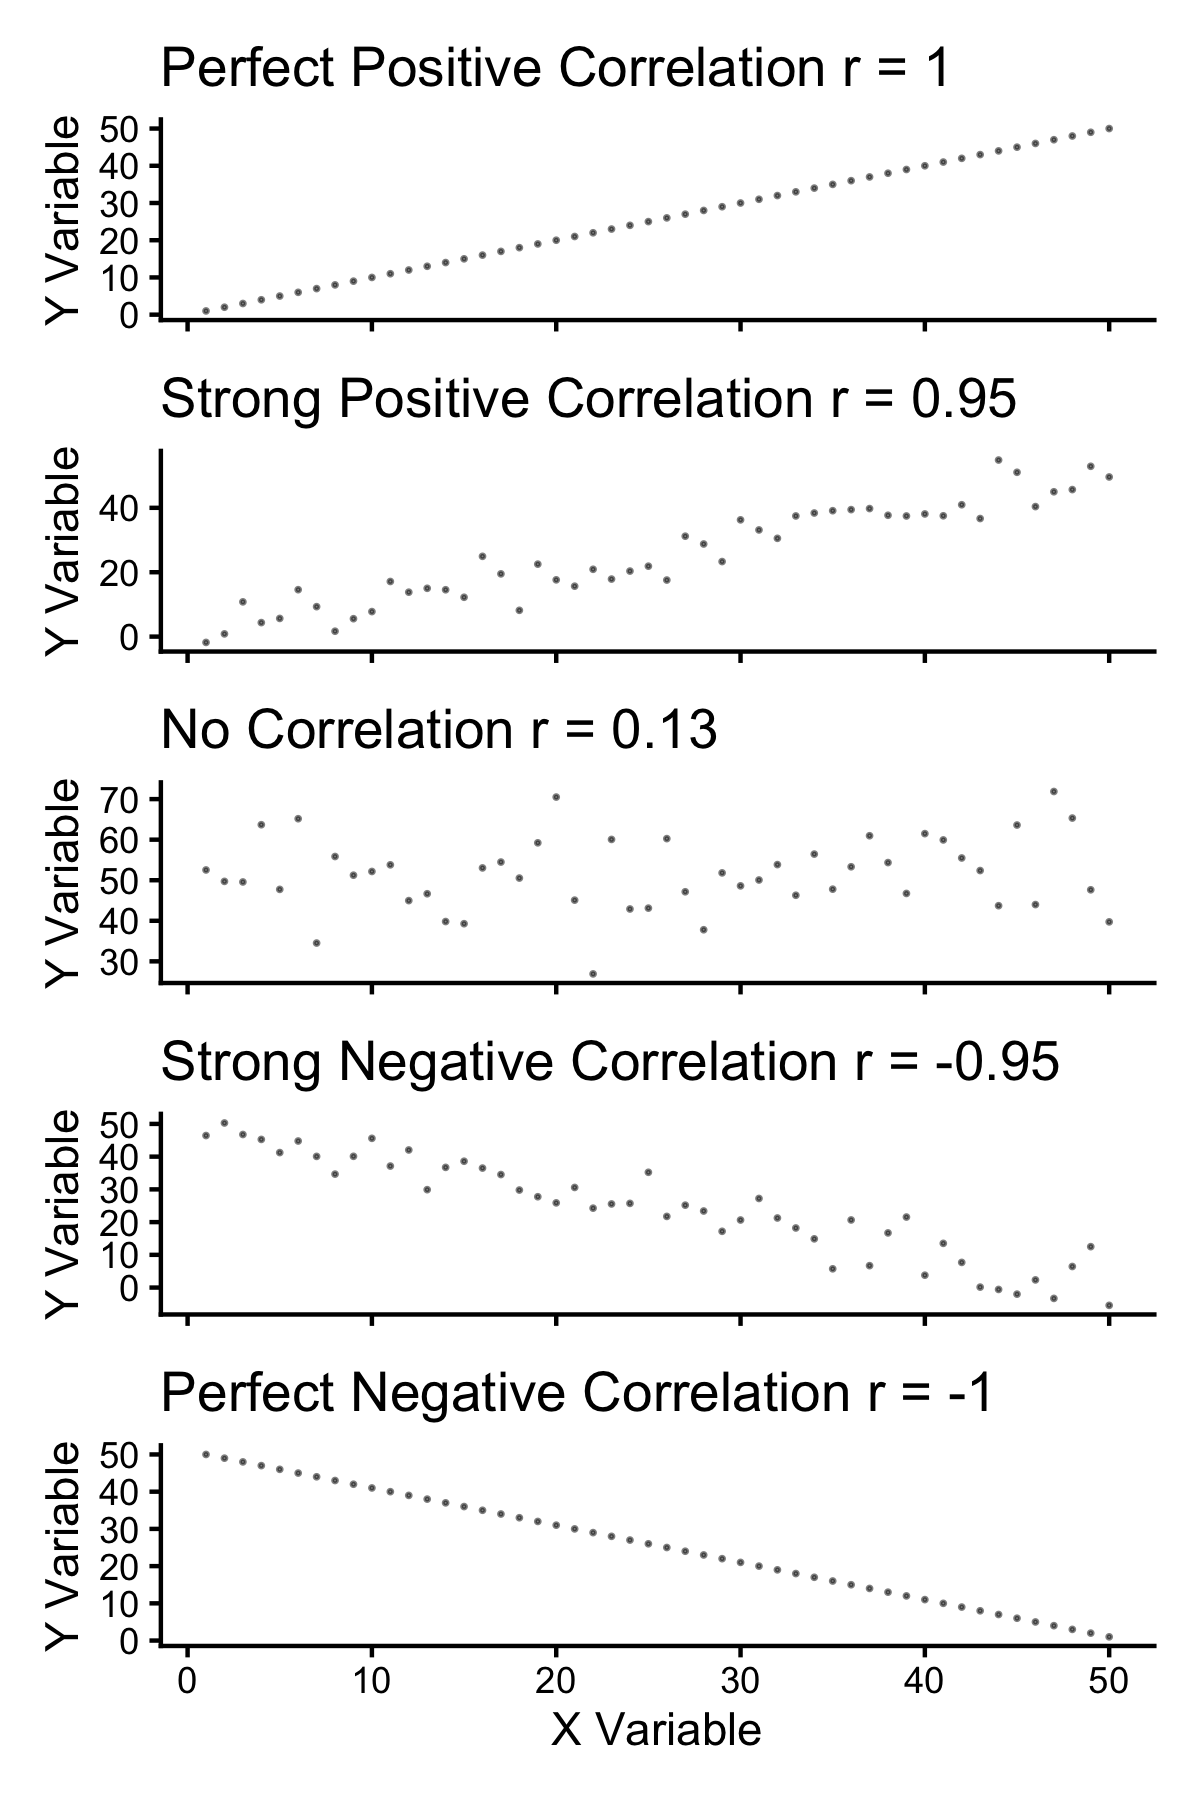 Perfect Positive Correlation r = 1
Y Variable
50
40
30
20
10
0
Strong Positive Correlation r = 0.95
Y Variable
40
20
0
No Correlation r = 0.13
Y Variable
70
60
50
40
30
Strong Negative Correlation r = -0.95
Y Variable
50
40
30
20
10
0
Perfect Negative Correlation r = -1
Y Variable
50
40
30
20
10
0
0 10 20 30 40 50
X Variable